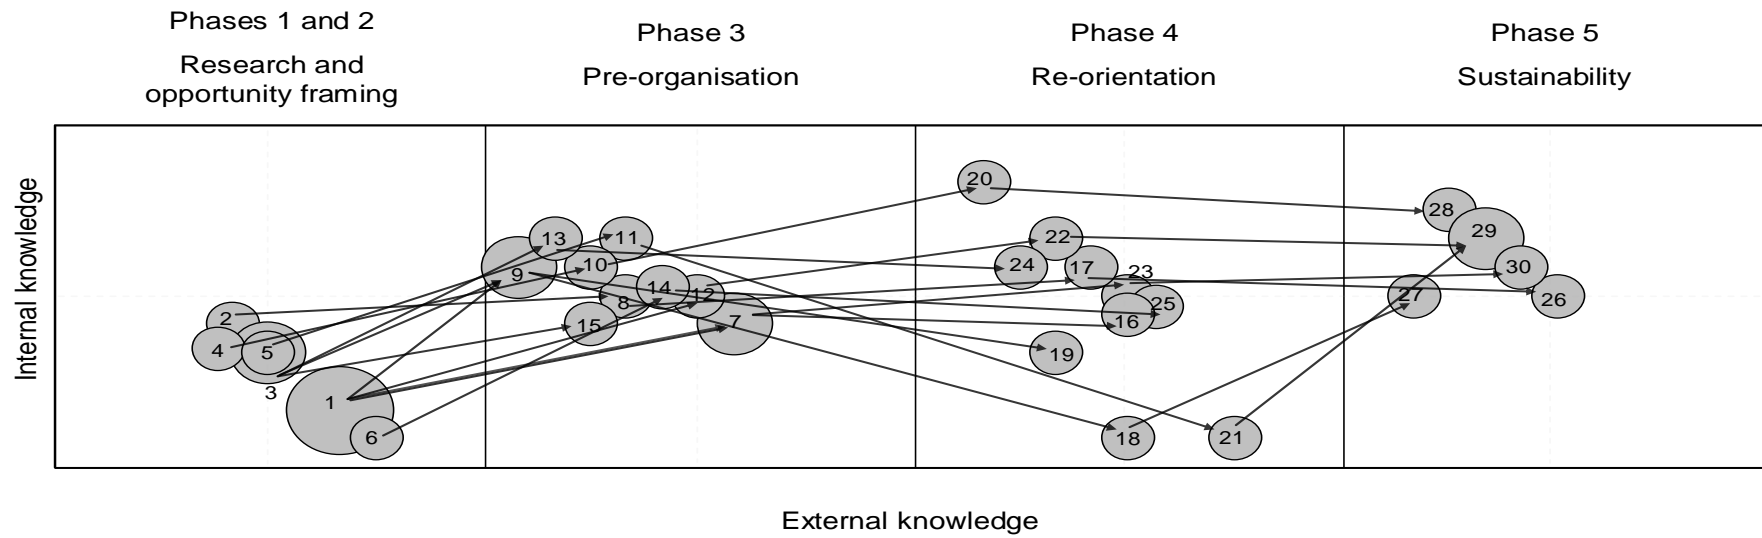 Phases 1 and 2
Research and
opportunity framing
Phase 3
Pre-organisation
Phase 4
Re-orientation
Phase 5
Sustainability
Internal knowledge
20
28
13
11
22
29
9
10
24
17
23
30
2
8
14
12
25
27
26
4
5
15
7
16
19
3
1
6
18
21
External knowledge